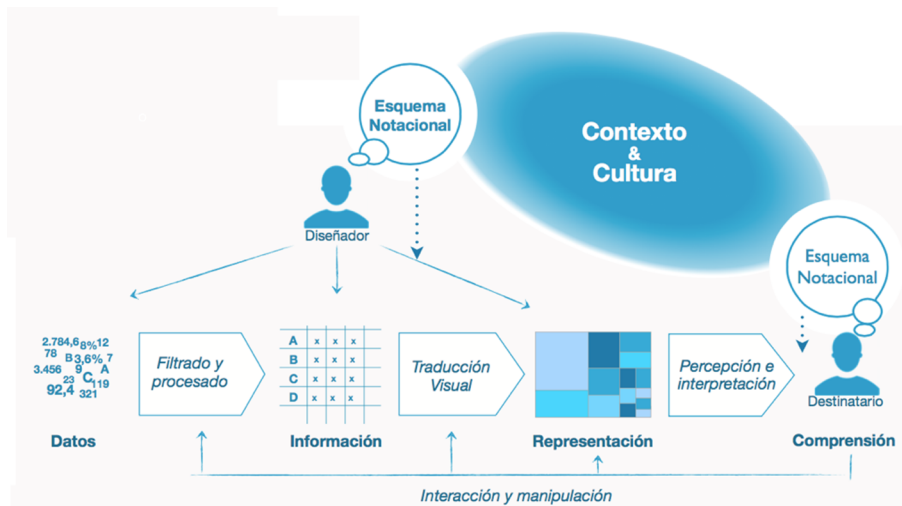 Esquema
Notacional
Contexto
&
Cultura
Diseñador
Esquema
Notacional
2.784,6 8% 12
78 B 3,6% 7
3.456 9 A
23 C 119
92,4 321
Filtrado y
procesado
A x x x
B x x x
C x x x
D x x x
Traducción
Visual
Percepción e
interpretación
Destinatario
Datos
Información
Representación
Comprensión
Interacción y manipulación